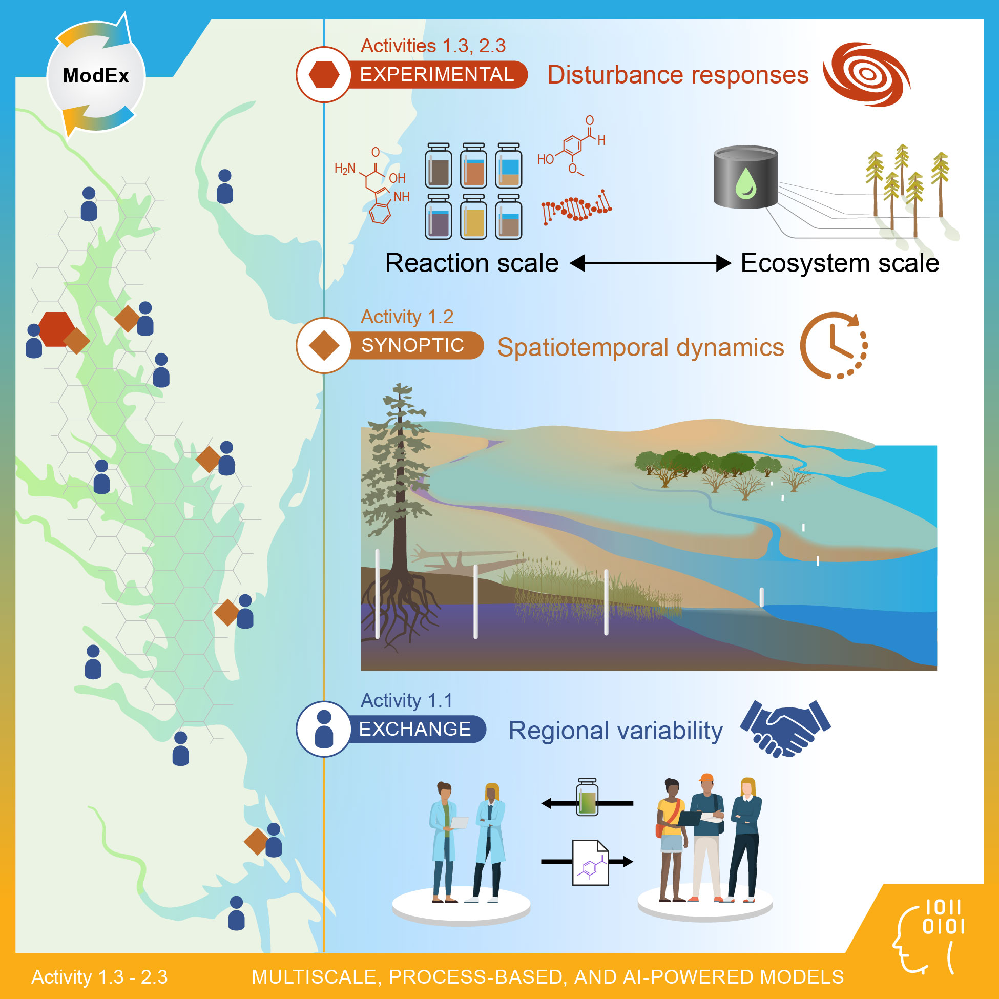 ModEx
Activities 1.3, 2.3
EXPERIMENTAL
Disturbance responses
H₂N
O
OH
NH
O
H
HO
O
Reaction scale
Ecosystem scale
Activity 1.2
SYNOPTIC
Spatiotemporal dynamics
Activity 1.1
EXCHANGE
Regional variability
1011
0101
Activity 1.3 - 2.3
MULTISCALE, PROCESS-BASED, AND AI-POWERED MODELS